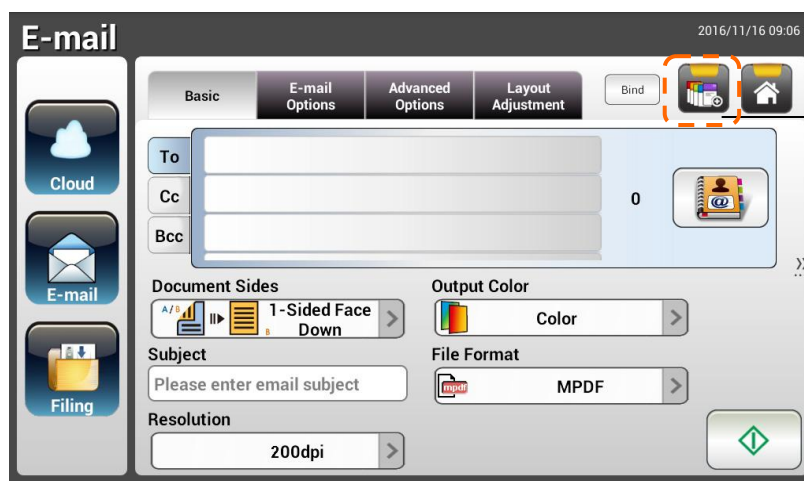 E-mail
2016/11/16 09:06
Basic
E-mail
Options
Advanced
Options
Layout
Adjustment
Bind
Cloud
E-mail
Filing
To
Cc
Bcc
0
@
Document Sides
A/B
B
1-Sided Face
Down
Output Color
Color
Subject
Please enter email subject
File Format
mpdf
MPDF
Resolution
200dpi